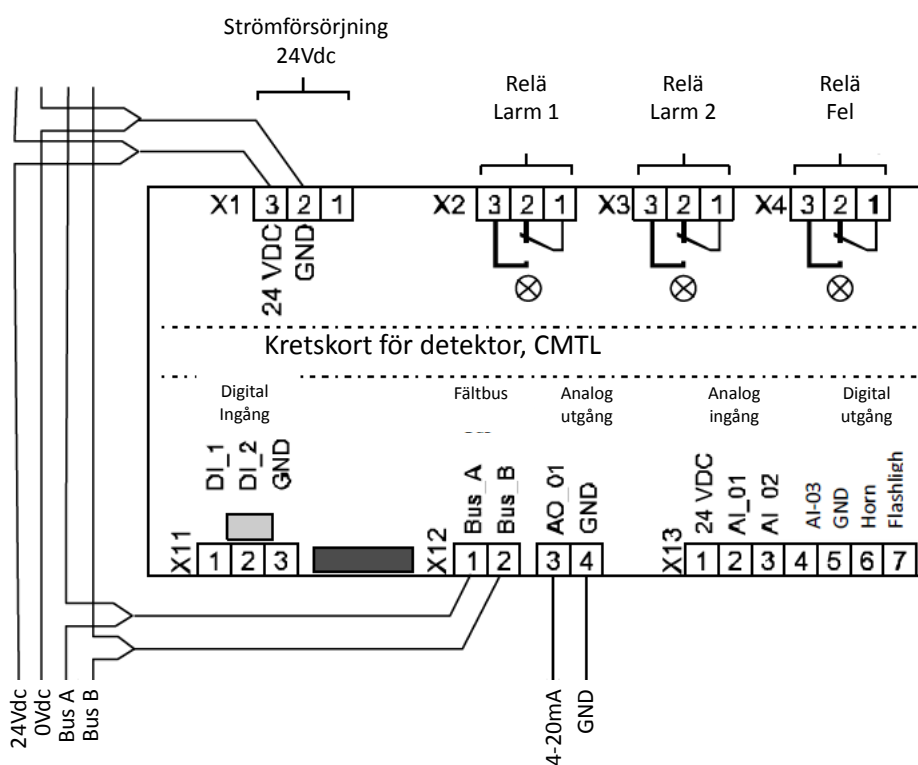 Strömförsörjning
24Vdc
Relä
Larm 1
Relä
Larm 2
Relä
Fel
X1 3 2 1
X2 3 2 1
X3 3 2 1
X4 3 2 1
24 VDC
GND
Kretskort för detektor, CMTL
Digital
Ingång
Fältbus
Analog
utgång
Analog
ingång
Digital
utgång
DI_1
DI_2
GND
Bus_A
Bus_B
AO_01
GND
24 VDC
AI_01
AI_02
AI-03
GND
Horn
Flashligh
X11 1 2 3
X12 1 2 3 4
X13 1 2 3 4 5 6 7
24Vdc
0Vdc
Bus A
Bus B
4-20mA
GND